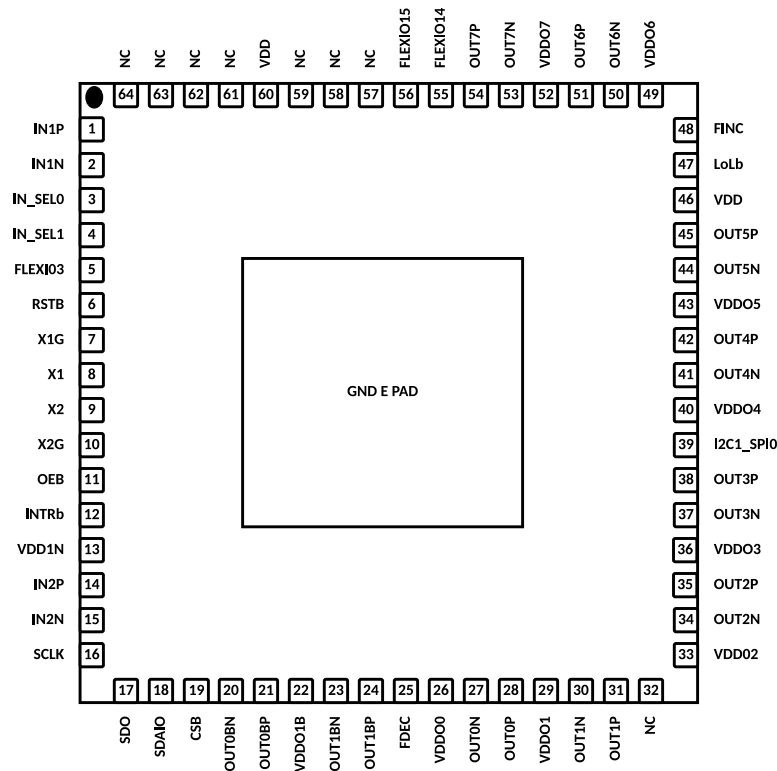 NC
NC
NC
NC
VDD
NC
NC
NC
FLEXIO15
FLEXIO14
OUT7P
OUT7N
VDDO7
OUT6P
OUT6N
VDDO6
64 63 62 61 60 59 58 57 56 55 54 53 52 51 50 49
IN1P 1
IN1N 2
IN_SEL0 3
IN_SEL1 4
FLEXI03 5
RSTB 6
X1G 7
X1 8
X2 9
X2G 10
OEB 11
INTRb 12
VDD1N 13
IN2P 14
IN2N 15
SCLK 16
GND E PAD
48 FINC
47 LoLb
46 VDD
45 OUT5P
44 OUT5N
43 VDDO5
42 OUT4P
41 OUT4N
40 VDDO4
39 I2C1_SPI0
38 OUT3P
37 OUT3N
36 VDDO3
35 OUT2P
34 OUT2N
33 VDD02
17 18 19 20 21 22 23 24 25 26 27 28 29 30 31 32
SDO
SDAIO
CSB
OUT0BN
OUT0BP
VDDO1B
OUT1BN
OUT1BP
FDEC
VDDO0
OUT0N
OUT0P
VDDO1
OUT1N
OUT1P
NC